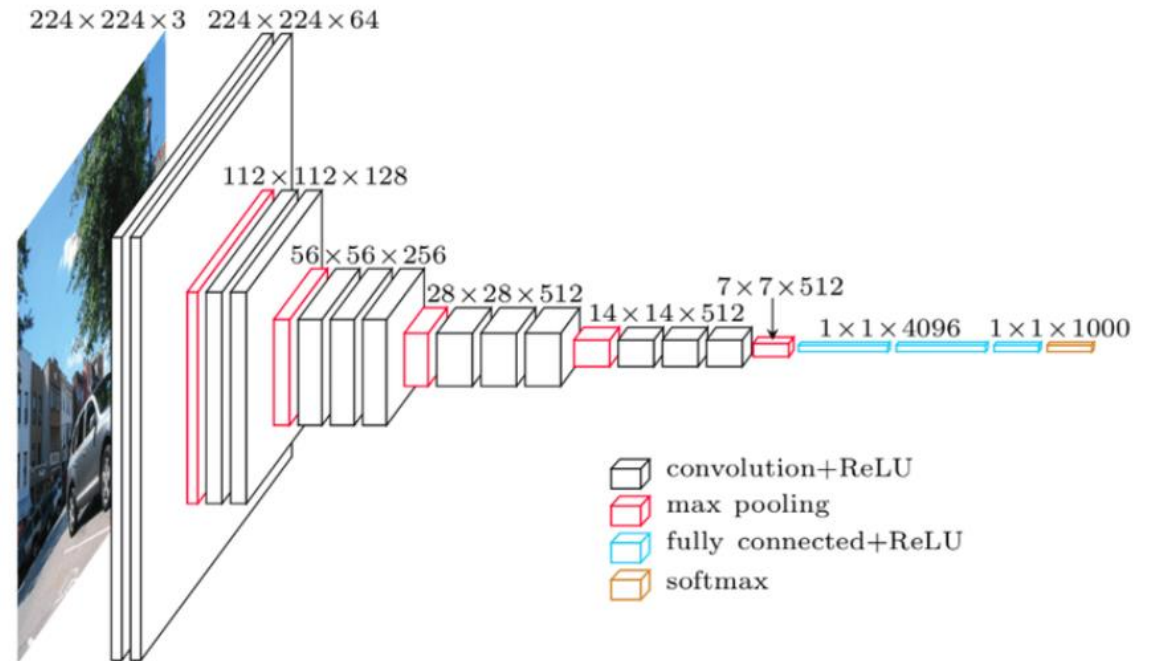 224×224×3
224×224×64
112×112×128
56×56×256
28×28×512
14×14×512
7×7×512
1×1×4096
1×1×1000
convolution+ReLU
max pooling
fully connected+ReLU
softmax